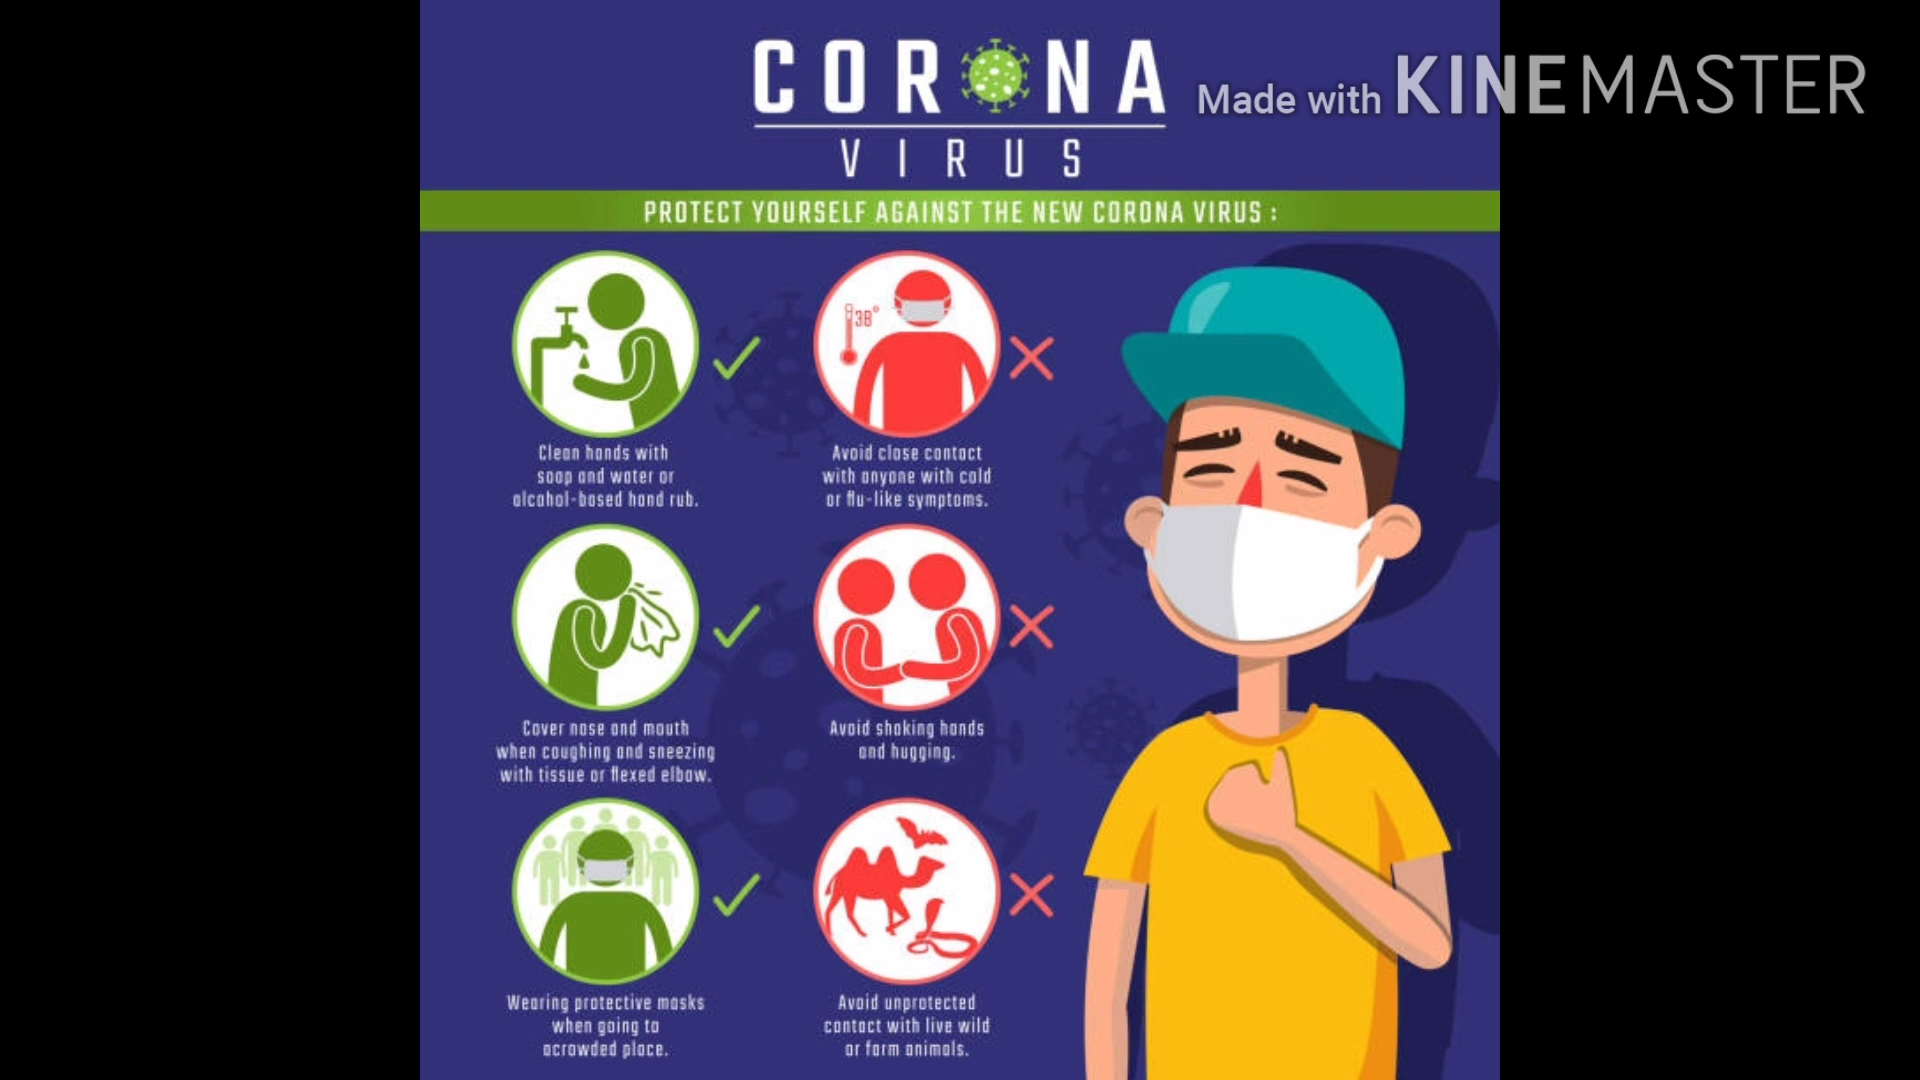 CORONA
VIRUS
Made with KINEMASTER
PROTECT YOURSELF AGAINST THE NEW CORONA VIRUS :
Clean hands with
soap and water or
alcohol-based hand rub.
38°
Avoid close contact
with anyone with cold
or flu-like symptoms.
Cover nose and mouth
when coughing and sneezing
with tissue or flexed elbow.
Avoid shaking hands
and hugging.
Wearing protective masks
when going to
acrowded place.
Avoid unprotected
contact with live wild
or farm animals.